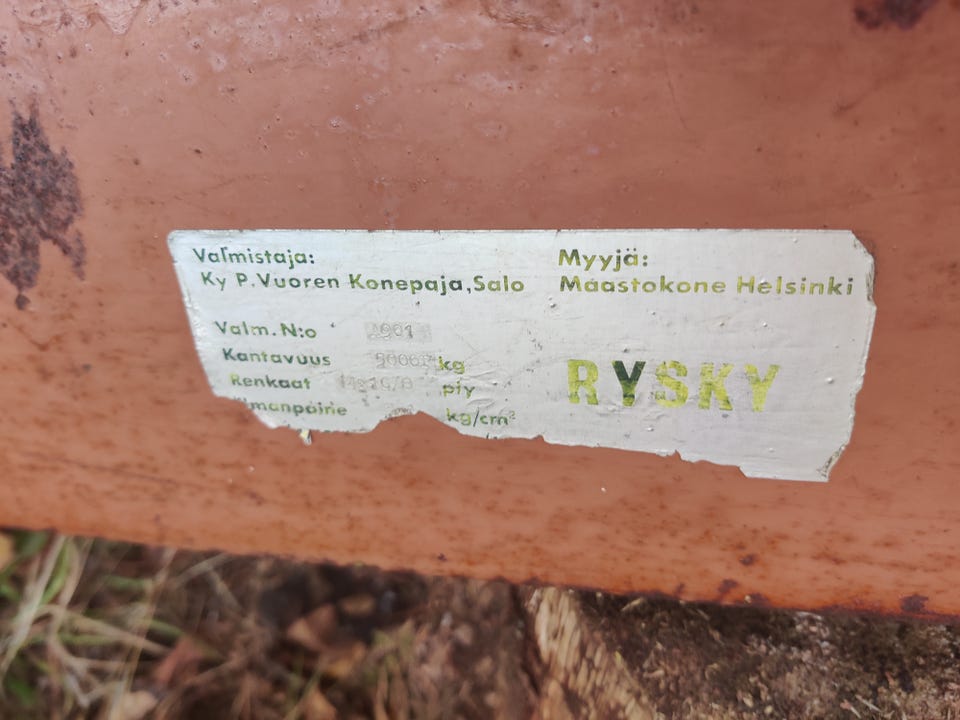 Valmistaja:
Ky P.Vuoren Konepaja,Salo
Myyjä:
Maastokone Helsinki
Valm. N:o
Kantavuus kg
Renkaat ply
kg/cm²
RYSKY